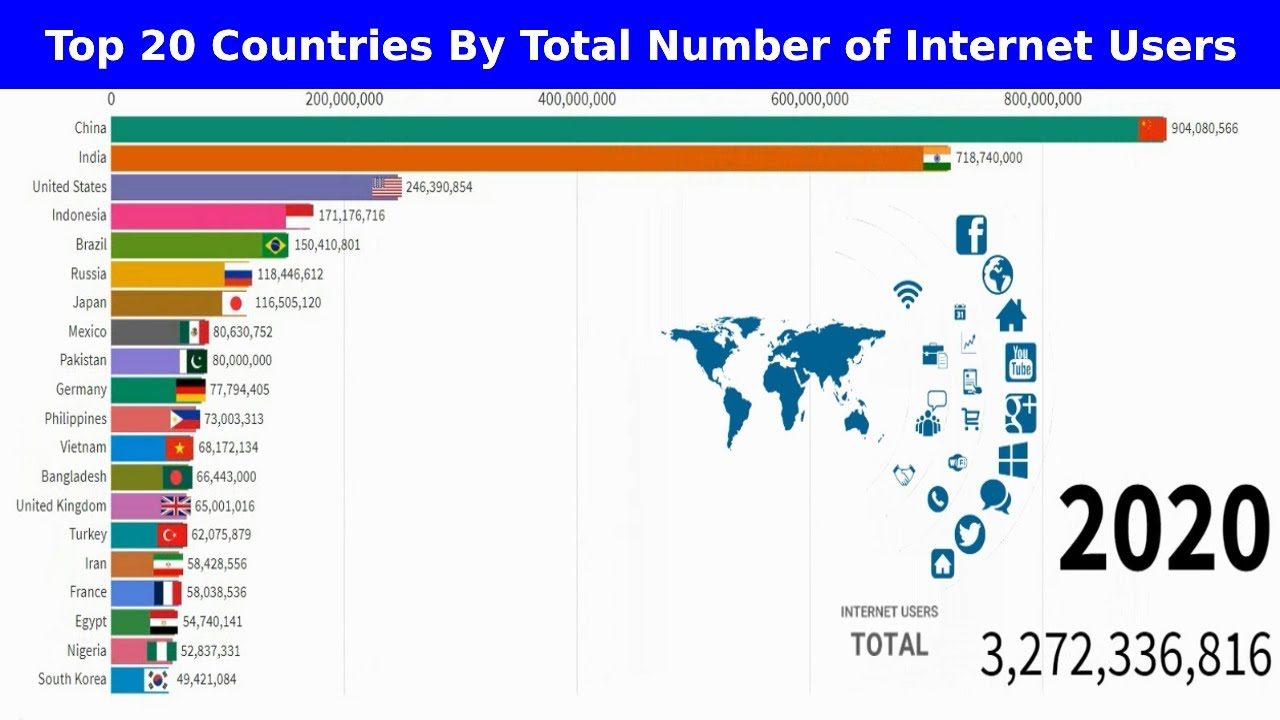 Top 20 Countries By Total Number of Internet Users
0 200,000,000 400,000,000 600,000,000 800,000,000
China 904,080,566
India 718,740,000
United States 246,390,854
Indonesia 171,176,716
Brazil 150,410,801
Russia 118,446,612
Japan 116,505,120
Mexico 80,630,752
Pakistan 80,000,000
Germany 77,794,405
Philippines 73,003,313
Vietnam 68,172,134
Bangladesh 66,443,000
United Kingdom 65,001,016
Turkey 62,075,879
Iran 58,428,556
France 58,038,536
Egypt 54,740,141
Nigeria 52,837,331
South Korea 49,421,084
f
31
You
Tube
g+
WiFi
2020
INTERNET USERS
TOTAL 3,272,336,816